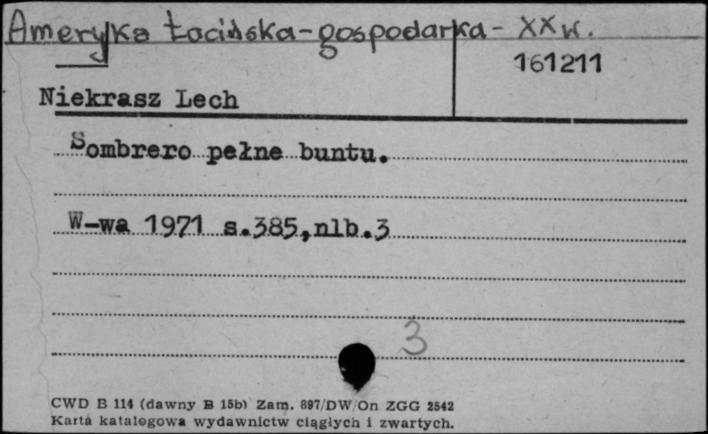 Ameryka Łacińska-gospodarka-XXw.
161211
Niekrasz Lech
Sombrero pełne buntu.
W-wa 1971 s.385,nlb.3
3
CWD B 114 (dawny B 15b) Zam. 897/DW/On ZGG 2542
Karta katalogowa wydawnictw ciągłych i zwartych.